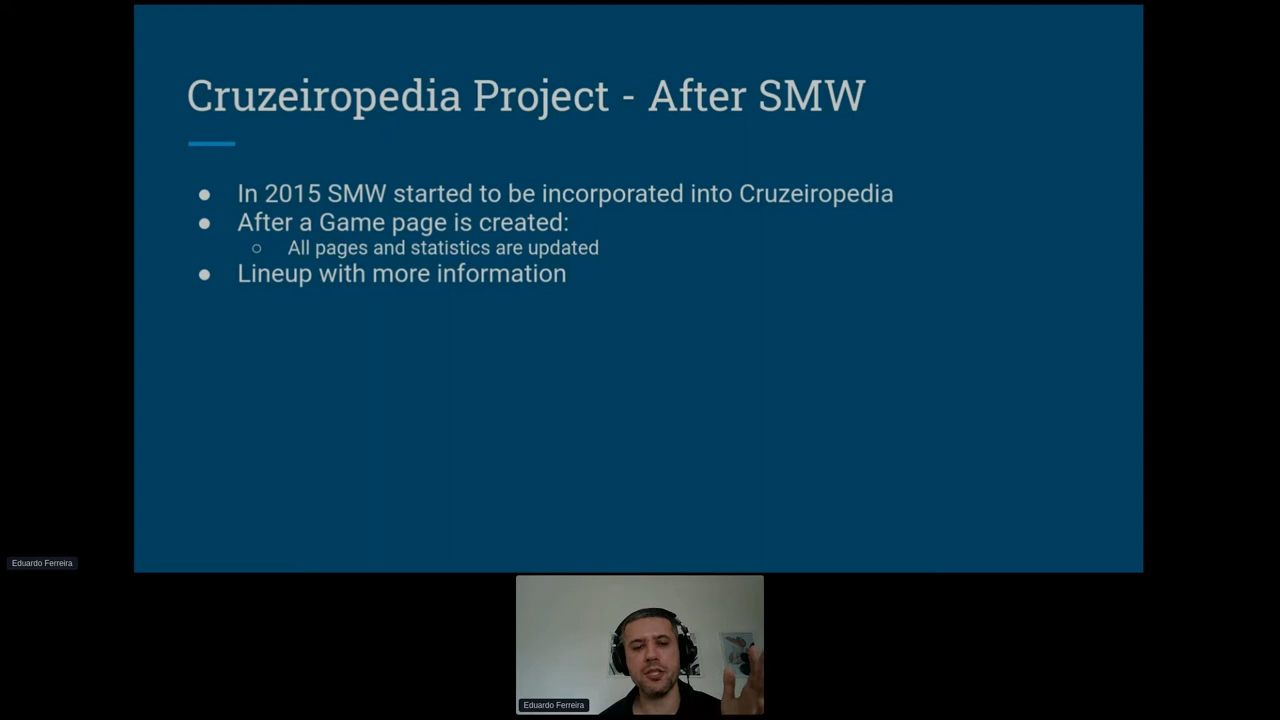 Cruzeiropedia Project - After SMW
● In 2015 SMW started to be incorporated into Cruzeiropedia
● After a Game page is created:
○ All pages and statistics are updated
● Lineup with more information
Eduardo Ferreira
Eduardo Ferreira